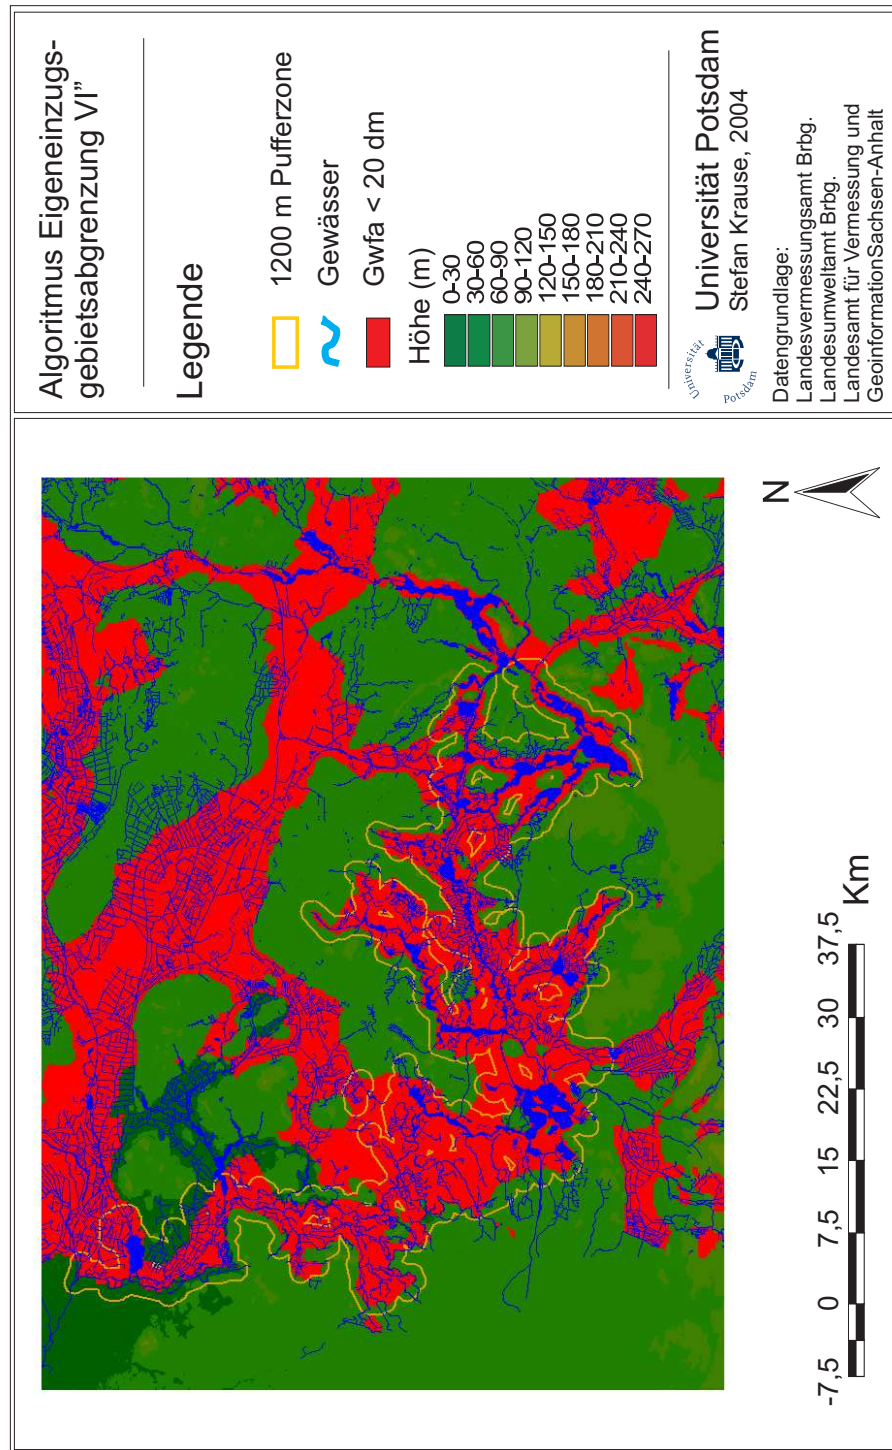 Algoritmus Eigeneinzugs-
gebietsabgrenzung VI”
Legende
1200 m Pufferzone
Gewässer
Gwfa < 20 dm
Höhe (m)
0-30
30-60
60-90
90-120
120-150
150-180
180-210
210-240
240-270
Universität
Potsdam
Universität Potsdam
Stefan Krause, 2004
Datengrundlage:
Landesvermessungsamt Brbg.
Landesumweltamt Brbg.
Landesamt für Vermessung und
GeoinformationSachsen-Anhalt
N
-7,5 0 7,5 15 22,5 30 37,5
Km